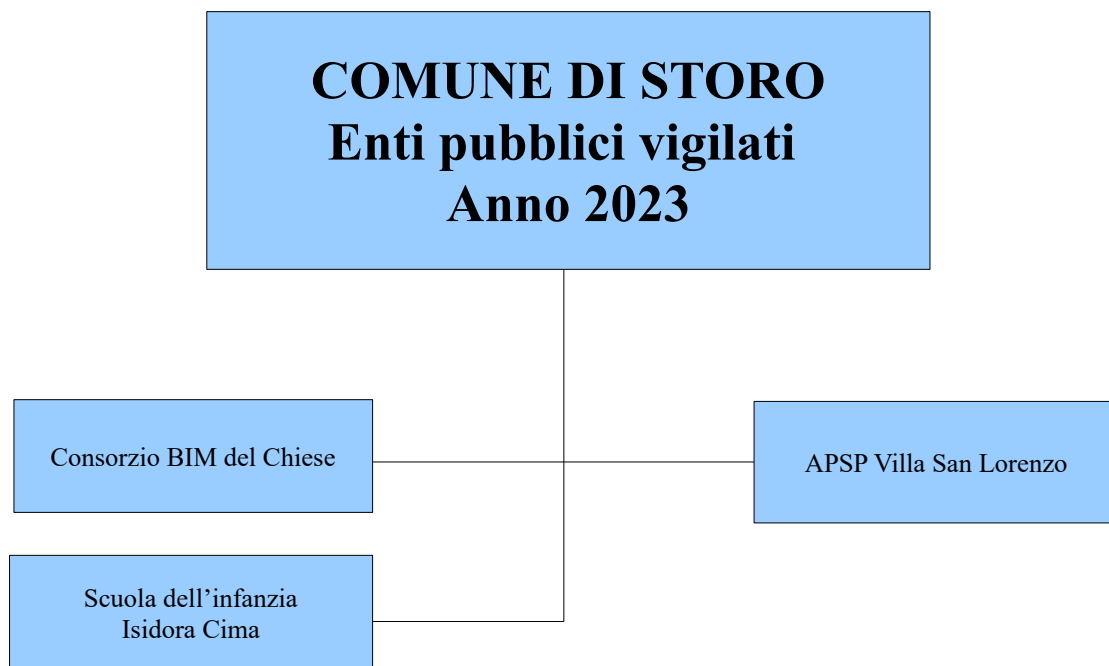 COMUNE DI STORO
Enti pubblici vigilati
Anno 2023
Consorzio BIM del Chiese
APSP Villa San Lorenzo
Scuola dell’infanzia
Isidora Cima